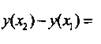 y(x₂) − y(x₁) =